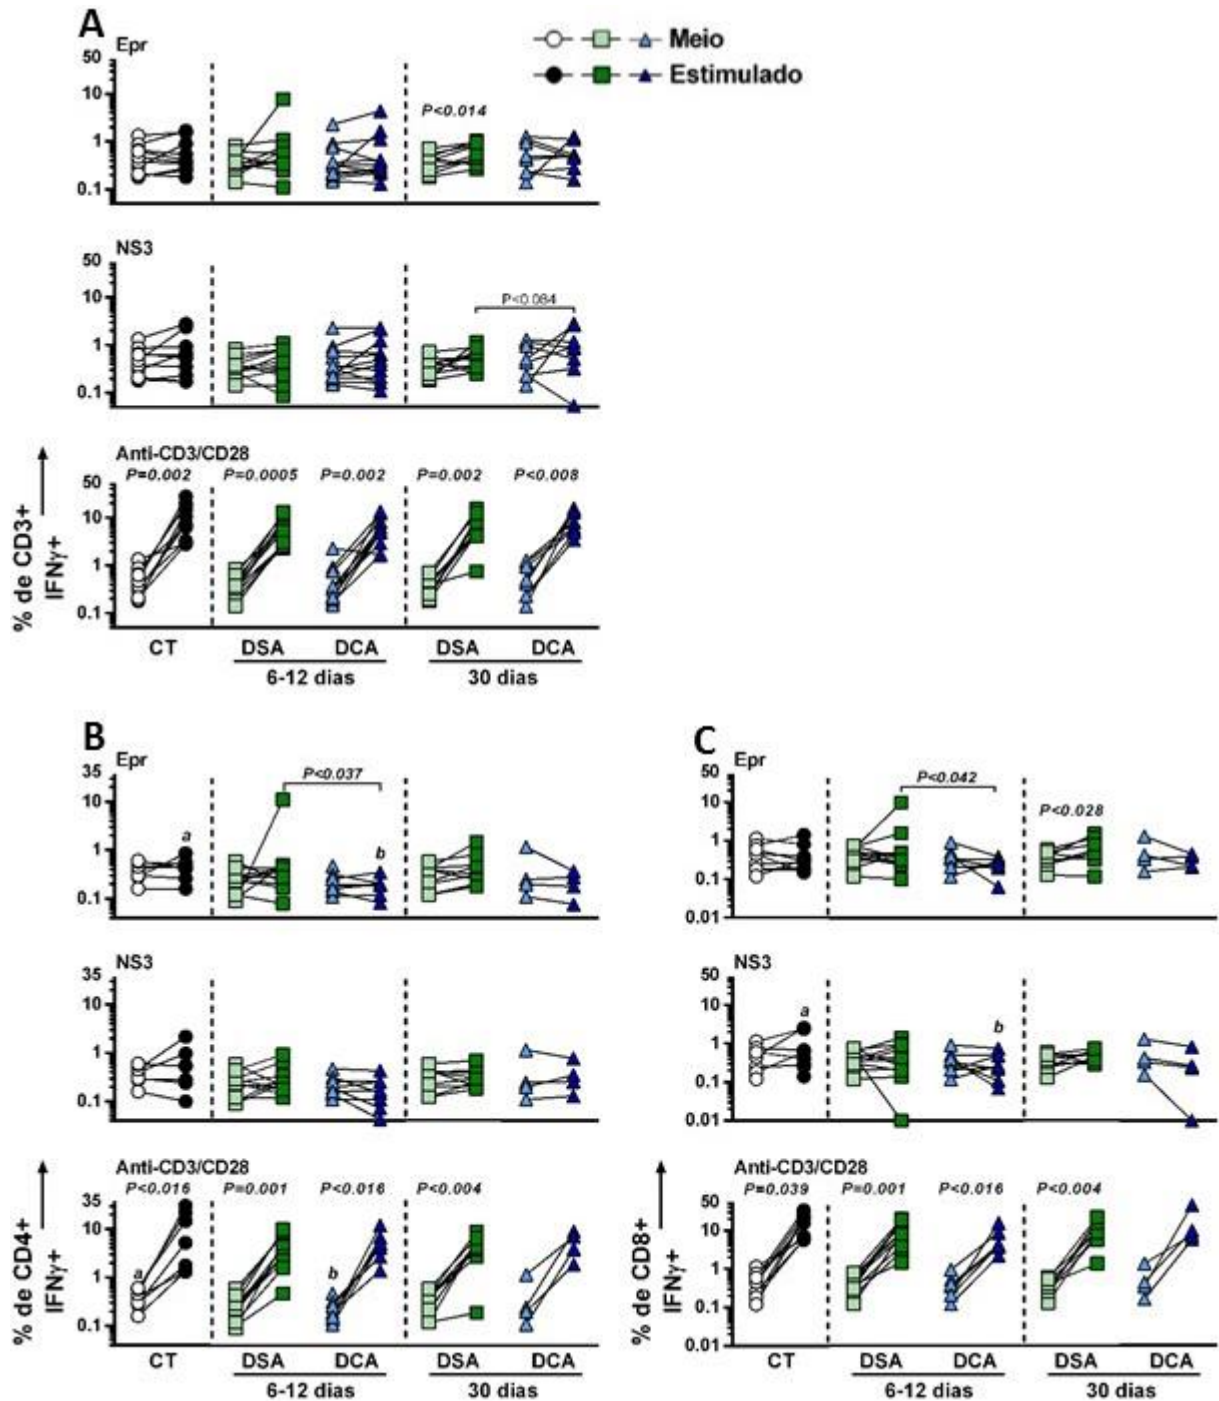 A
Epr
Meio
Estimulado
50
10
1
0.1
P<0.014
NS3
50
10
1
0.1
P<0.084
Anti-CD3/CD28
P=0.002 P=0.0005 P=0.002 P=0.002 P<0.008
50
10
1
0.1
% de CD3+
IFNγ+
CT DSA DCA DSA DCA
6-12 dias 30 dias
B
Epr
35
10
1
0.1
P<0.037
a
b
NS3
35
10
1
0.1
Anti-CD3/CD28
P<0.016 P=0.001 P<0.016 P<0.004
35
10
1
0.1
a
b
% de CD4+
IFNγ+
CT DSA DCA DSA DCA
6-12 dias 30 dias
C
Epr
50
10
1
0.1
0.01
P<0.042
P<0.028
NS3
50
10
1
0.1
0.01
a
b
Anti-CD3/CD28
P=0.039 P=0.001 P<0.016 P<0.004
50
10
1
0.1
0.01
% de CD8+
IFNγ+
CT DSA DCA DSA DCA
6-12 dias 30 dias